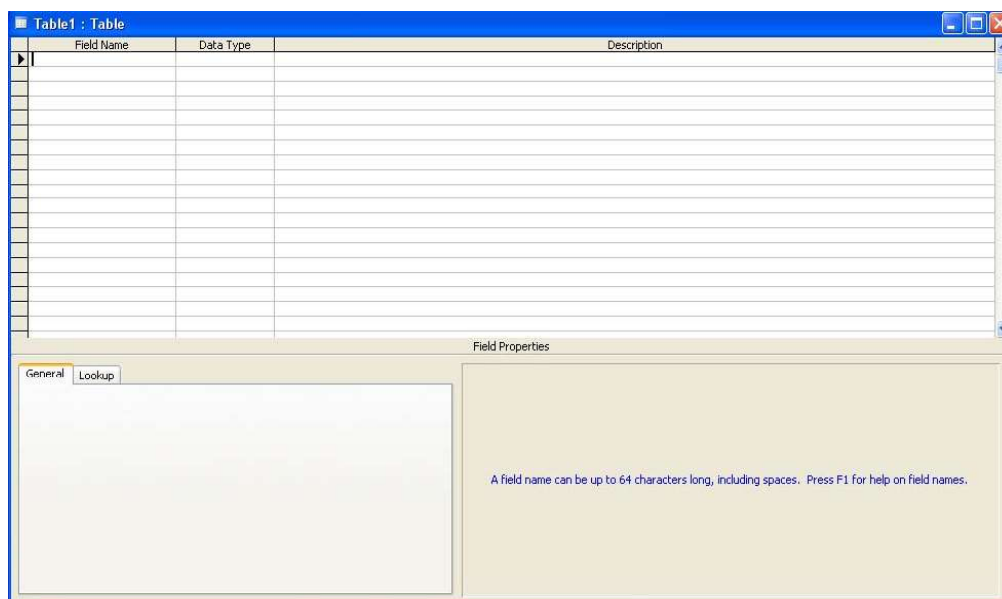 Table1 : Table
Field Name Data Type Description
Field Properties
General Lookup
A field name can be up to 64 characters long, including spaces. Press F1 for help on field names.